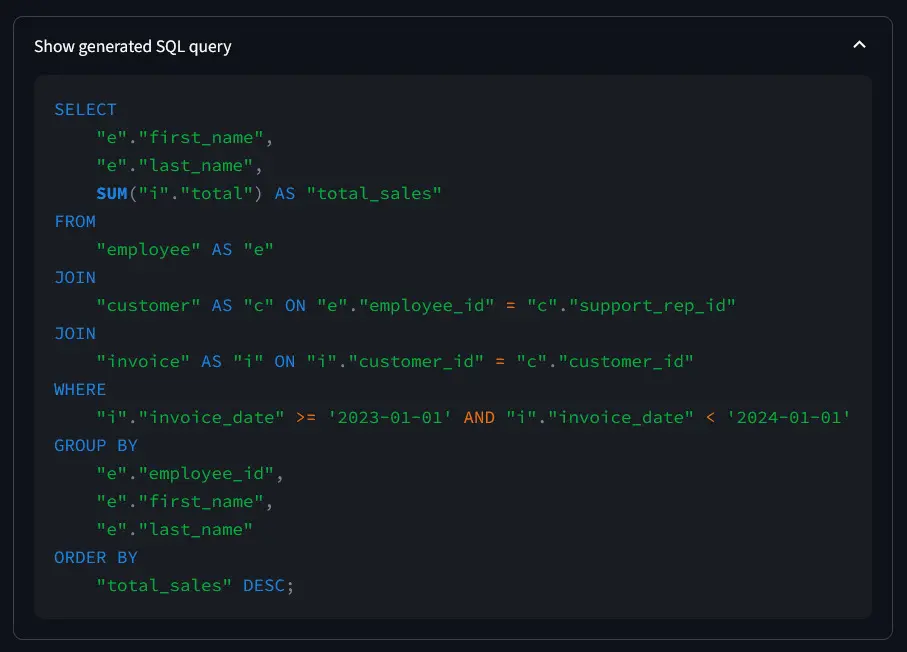 Show generated SQL query
SELECT
    "e"."first_name",
    "e"."last_name",
    SUM("i"."total") AS "total_sales"
FROM
    "employee" AS "e"
JOIN
    "customer" AS "c" ON "e"."employee_id" = "c"."support_rep_id"
JOIN
    "invoice" AS "i" ON "i"."customer_id" = "c"."customer_id"
WHERE
    "i"."invoice_date" >= '2023-01-01' AND "i"."invoice_date" < '2024-01-01'
GROUP BY
    "e"."employee_id",
    "e"."first_name",
    "e"."last_name"
ORDER BY
    "total_sales" DESC;